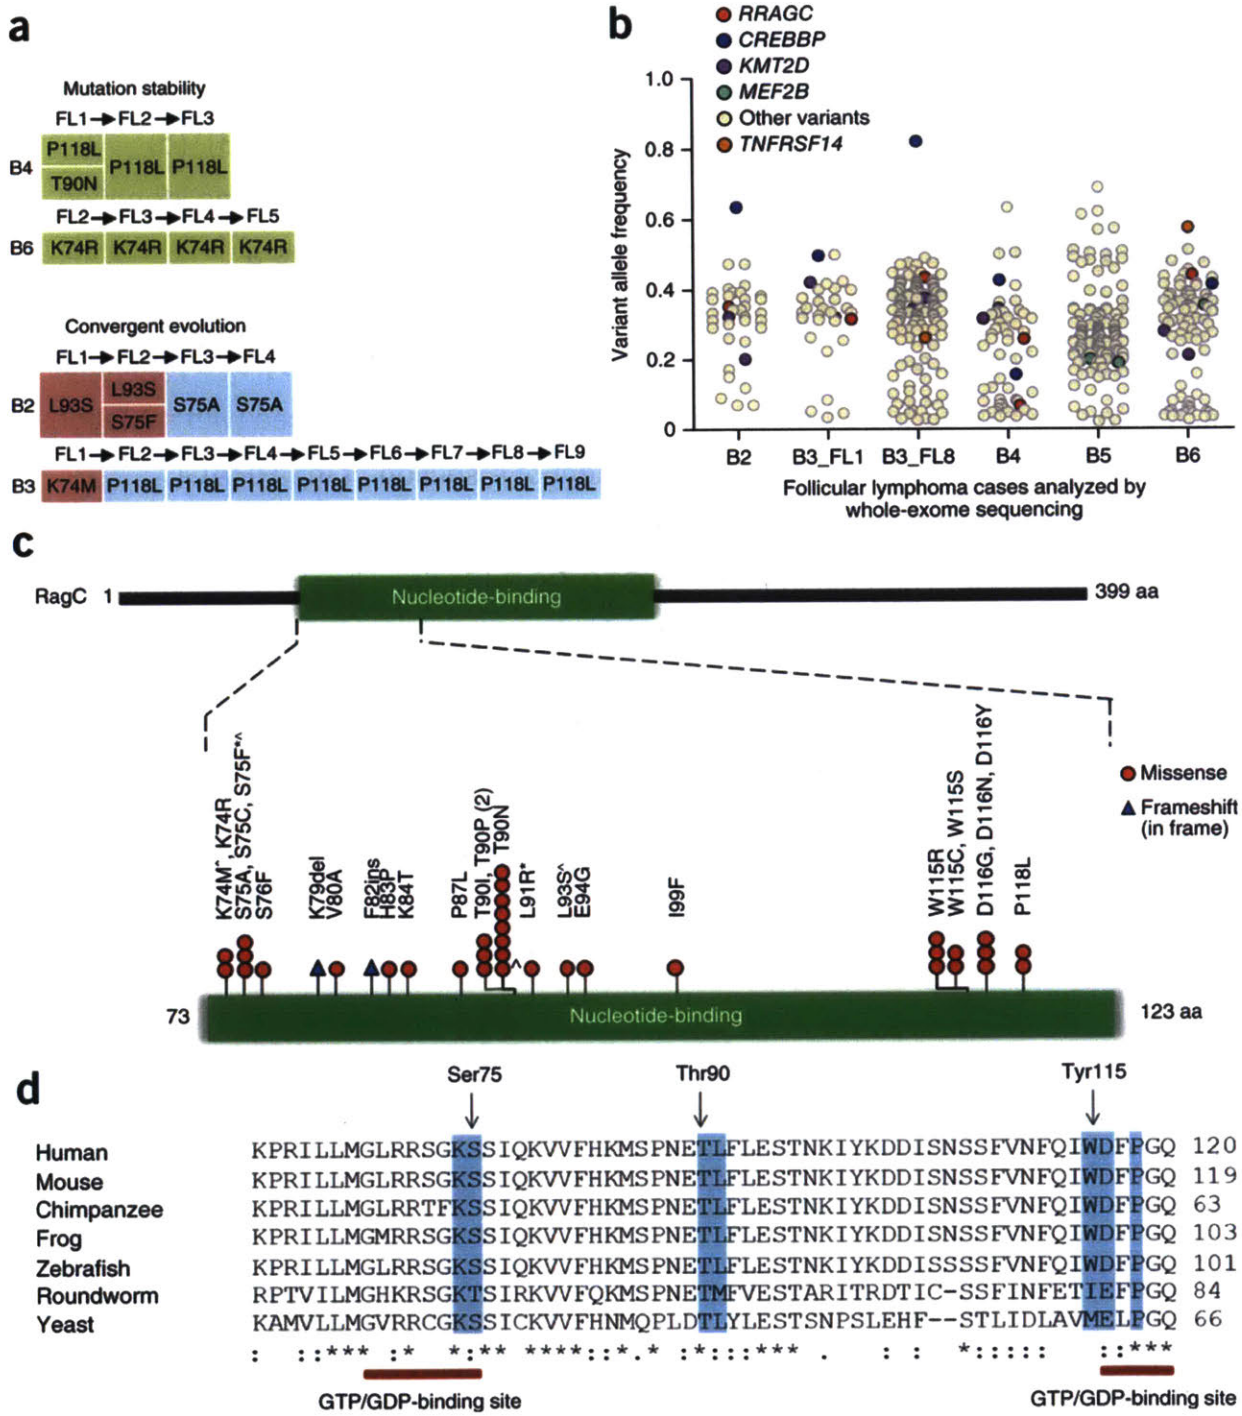 a
Mutation stability
FL1 → FL2 → FL3
B4
P118L
T90N
P118L
P118L
FL2 → FL3 → FL4 → FL5
B6
K74R K74R K74R K74R
Convergent evolution
FL1 → FL2 → FL3 → FL4
B2
L93S
L93S
S75F
S75A
S75A
FL1 → FL2 → FL3 → FL4 → FL5 → FL6 → FL7 → FL8 → FL9
B3
K74M P118L P118L P118L P118L P118L P118L P118L P118L
b
RRAGC
CREBBP
KMT2D
MEF2B
Other variants
TNFRSF14
Variant allele frequency
1.0
0.8
0.6
0.4
0.2
0
B2 B3_FL1 B3_FL8 B4 B5 B6
Follicular lymphoma cases analyzed by
whole-exome sequencing
c
RagC 1
Nucleotide-binding
399 aa
K74M^, K74R
S75A, S75C, S75F*^
S76F
K79del
V80A
F82ins
H83P
K84T
P87L
T90I, T90P (2)
T90N
^
L91R*
L93S^
E94G
I99F
W115R
W115C, W115S
D116G, D116N, D116Y
P118L
Missense
Frameshift
(in frame)
73
Nucleotide-binding
123 aa
d
Ser75
Thr90
Tyr115
Human KPRILLMGLRRSGKSSIQKVVFHKMSPNETLFLESTNKIYKDDISNSSFVNFQIWDFPGQ 120
Mouse KPRILLMGLRRSGKSSIQKVVFHKMSPNETLFLESTNKIYKDDISNSSFVNFQIWDFPGQ 119
Chimpanzee KPRILLMGLRRTFKSSIQKVVFHKMSPNETLFLESTNKIYKDDISNSSFVNFQIWDFPGQ 63
Frog KPRILLMGMRRSGKSSIQKVVFHKMSPNETLFLESTNKIYKDDISNSSFVNFQIWDFPGQ 103
Zebrafish KPRILLMGLRRSGKSSIQKVVFHKMSPNETLFLESTNKIYKDDISSSSFVNFQIWDFPGQ 101
Roundworm RPTVILMGHKRSGKTSIRKVVFQKMSPNETMFVESTARITRDTIC-SSFINFETIEFPGQ 84
Yeast KAMVLLMGVRRCGKSSICKVVFHNMQPLDTLYLESTSNPSLEHF--STLIDLAVMELPGQ 66
: ::*** :* *:** ****::*.* :*:*:*** . : : *::::: ::***
GTP/GDP-binding site
GTP/GDP-binding site